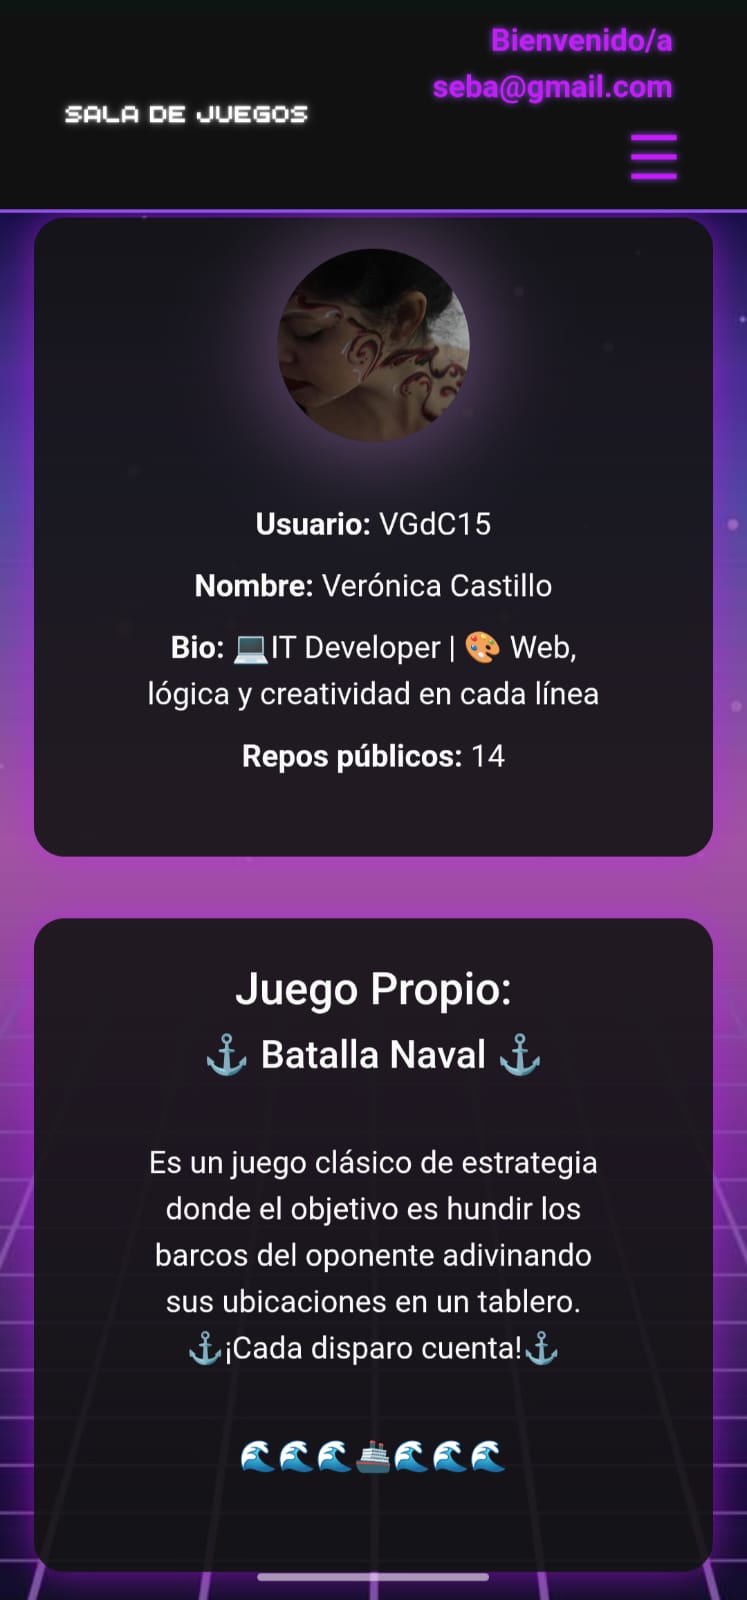 Bienvenido/a
seba@gmail.com
SALA DE JUEGOS
Usuario: VGdC15
Nombre: Verónica Castillo
Bio: 💻IT Developer | 🎨 Web,
lógica y creatividad en cada línea
Repos públicos: 14
Juego Propio:
⚓ Batalla Naval ⚓
Es un juego clásico de estrategia
donde el objetivo es hundir los
barcos del oponente adivinando
sus ubicaciones en un tablero.
⚓¡Cada disparo cuenta!⚓
🌊🌊🌊🚢🌊🌊🌊